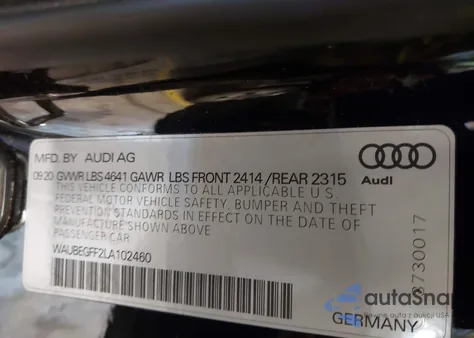 MFD. BY AUDI AG
09 20 GVWR LBS 4641 GAWR LBS FRONT 2414 / REAR 2315
THIS VEHICLE CONFORMS TO ALL APPLICABLE U.S.
FEDERAL MOTOR VEHICLE SAFETY, BUMPER AND THEFT
PREVENTION STANDARDS IN EFFECT ON THE DATE OF
MANUFACTURE SHOWN ABOVE
PASSENGER CAR
WAUBEGFF2LA102460
Audi
3730017
GERMANY
autoSnap